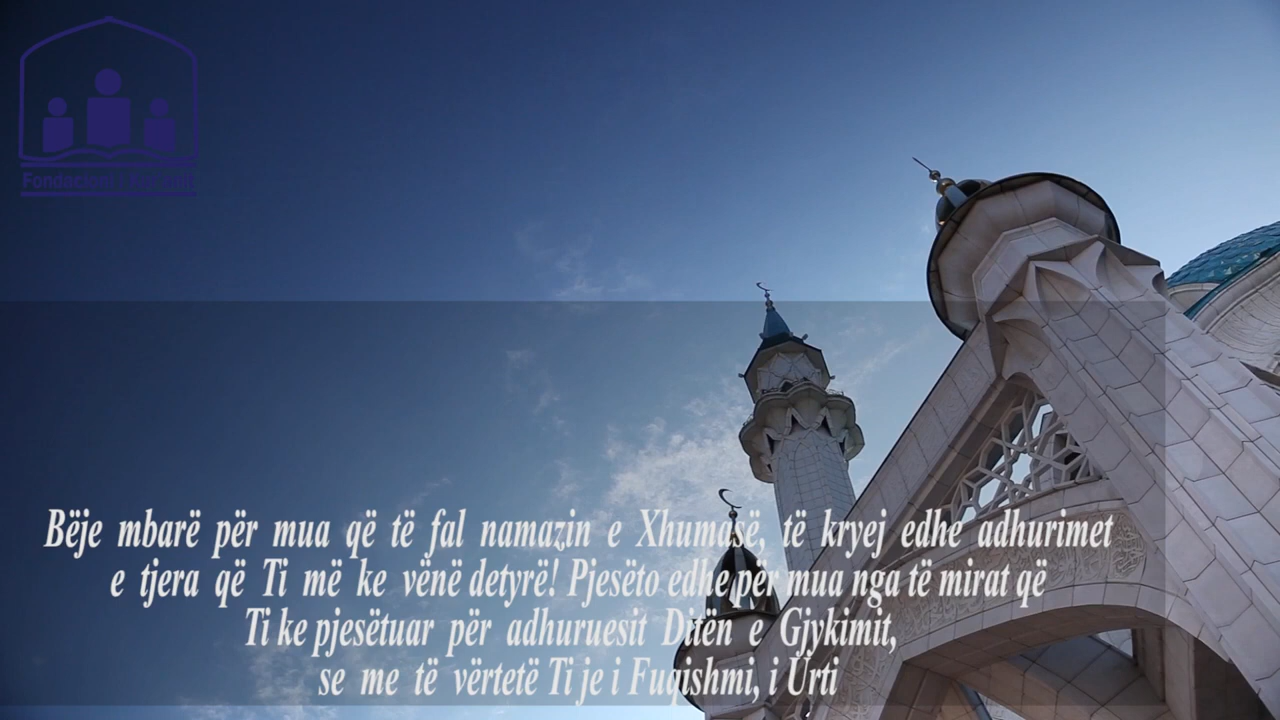 Fondacioni
Bëje mbarë për mua që të fal namazin e Xhumasë, të kryej edhe adhurimet
e tjera që Ti më ke vënë detyrë! Pjesëto edhe për mua nga të mirat që
Ti ke pjesëtuar për adhuruesit Ditën e Gjykimit,
se me të vërtetë Ti je i Fuqishmi, i Urti